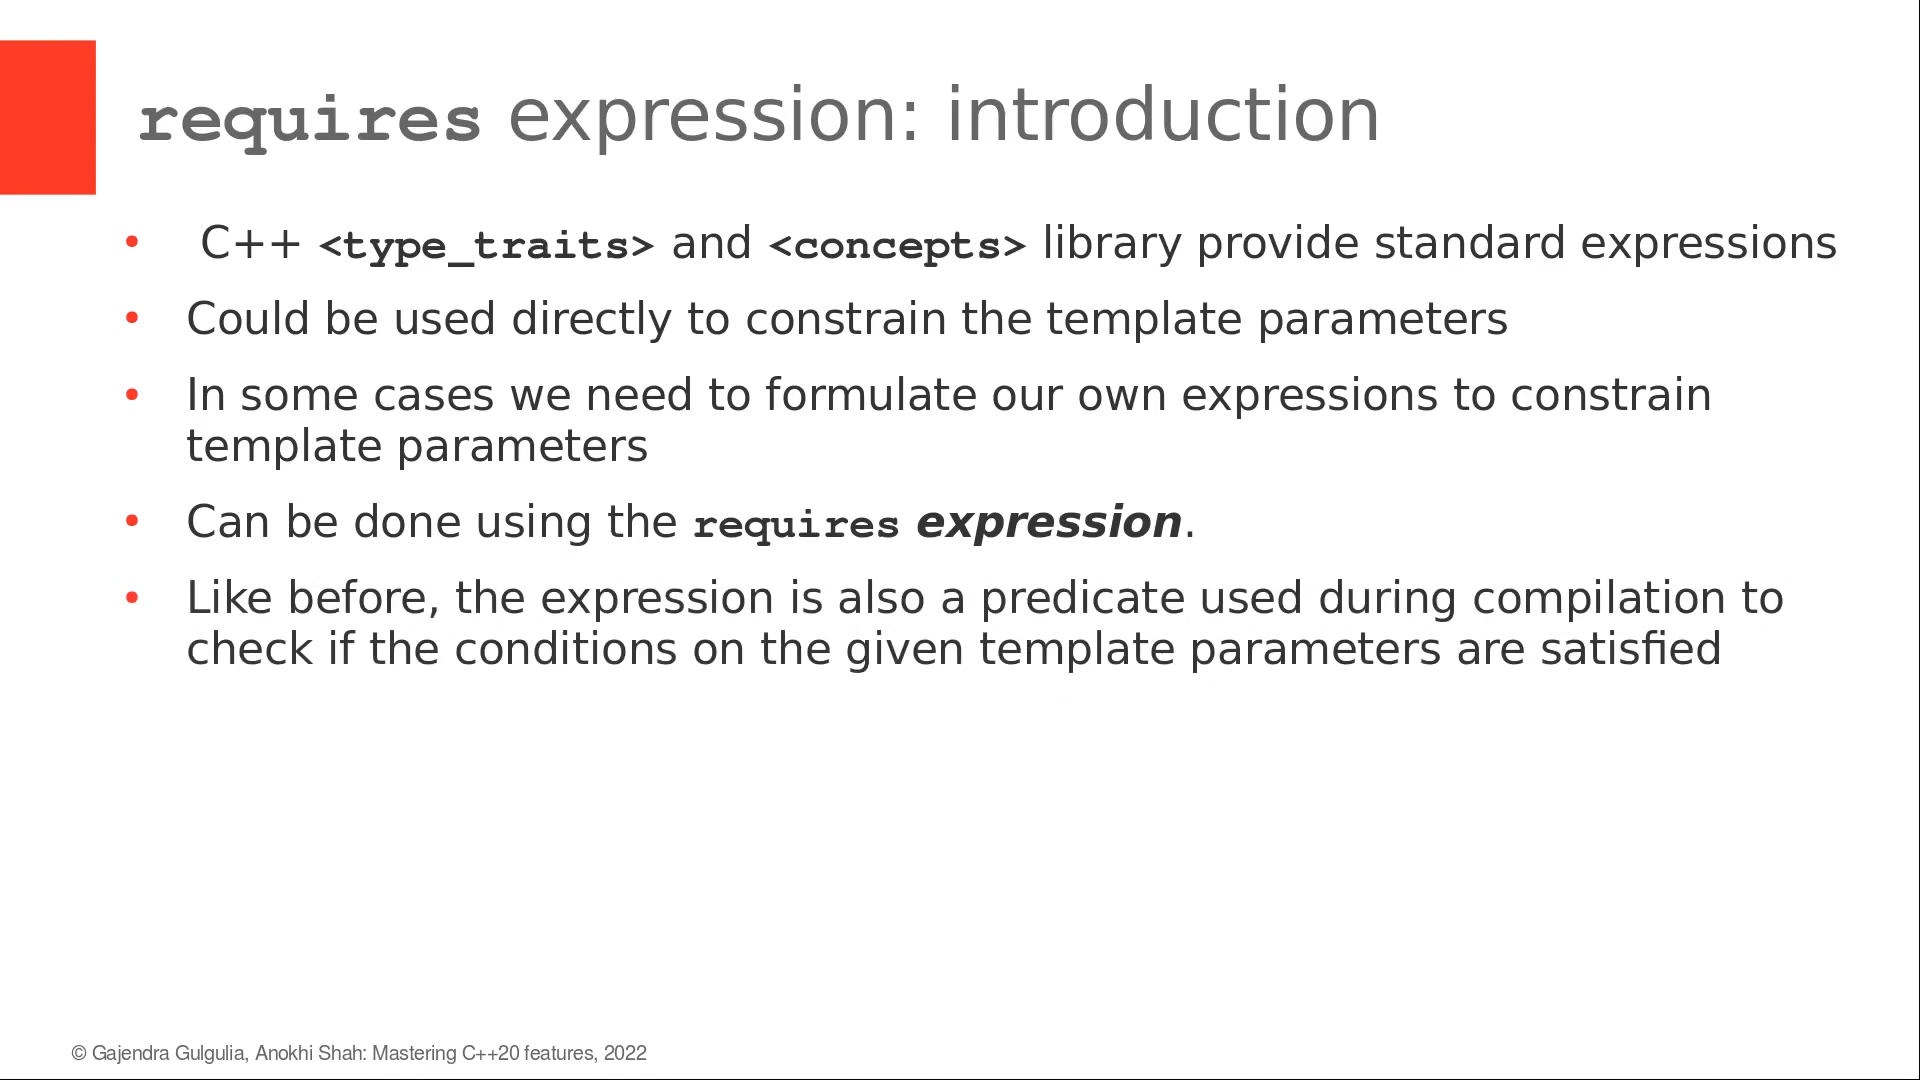 requires expression: introduction
• C++ <type_traits> and <concepts> library provide standard expressions
• Could be used directly to constrain the template parameters
• In some cases we need to formulate our own expressions to constrain
template parameters
• Can be done using the requires expression.
• Like before, the expression is also a predicate used during compilation to
check if the conditions on the given template parameters are satisfied
© Gajendra Gulgulia, Anokhi Shah: Mastering C++20 features, 2022